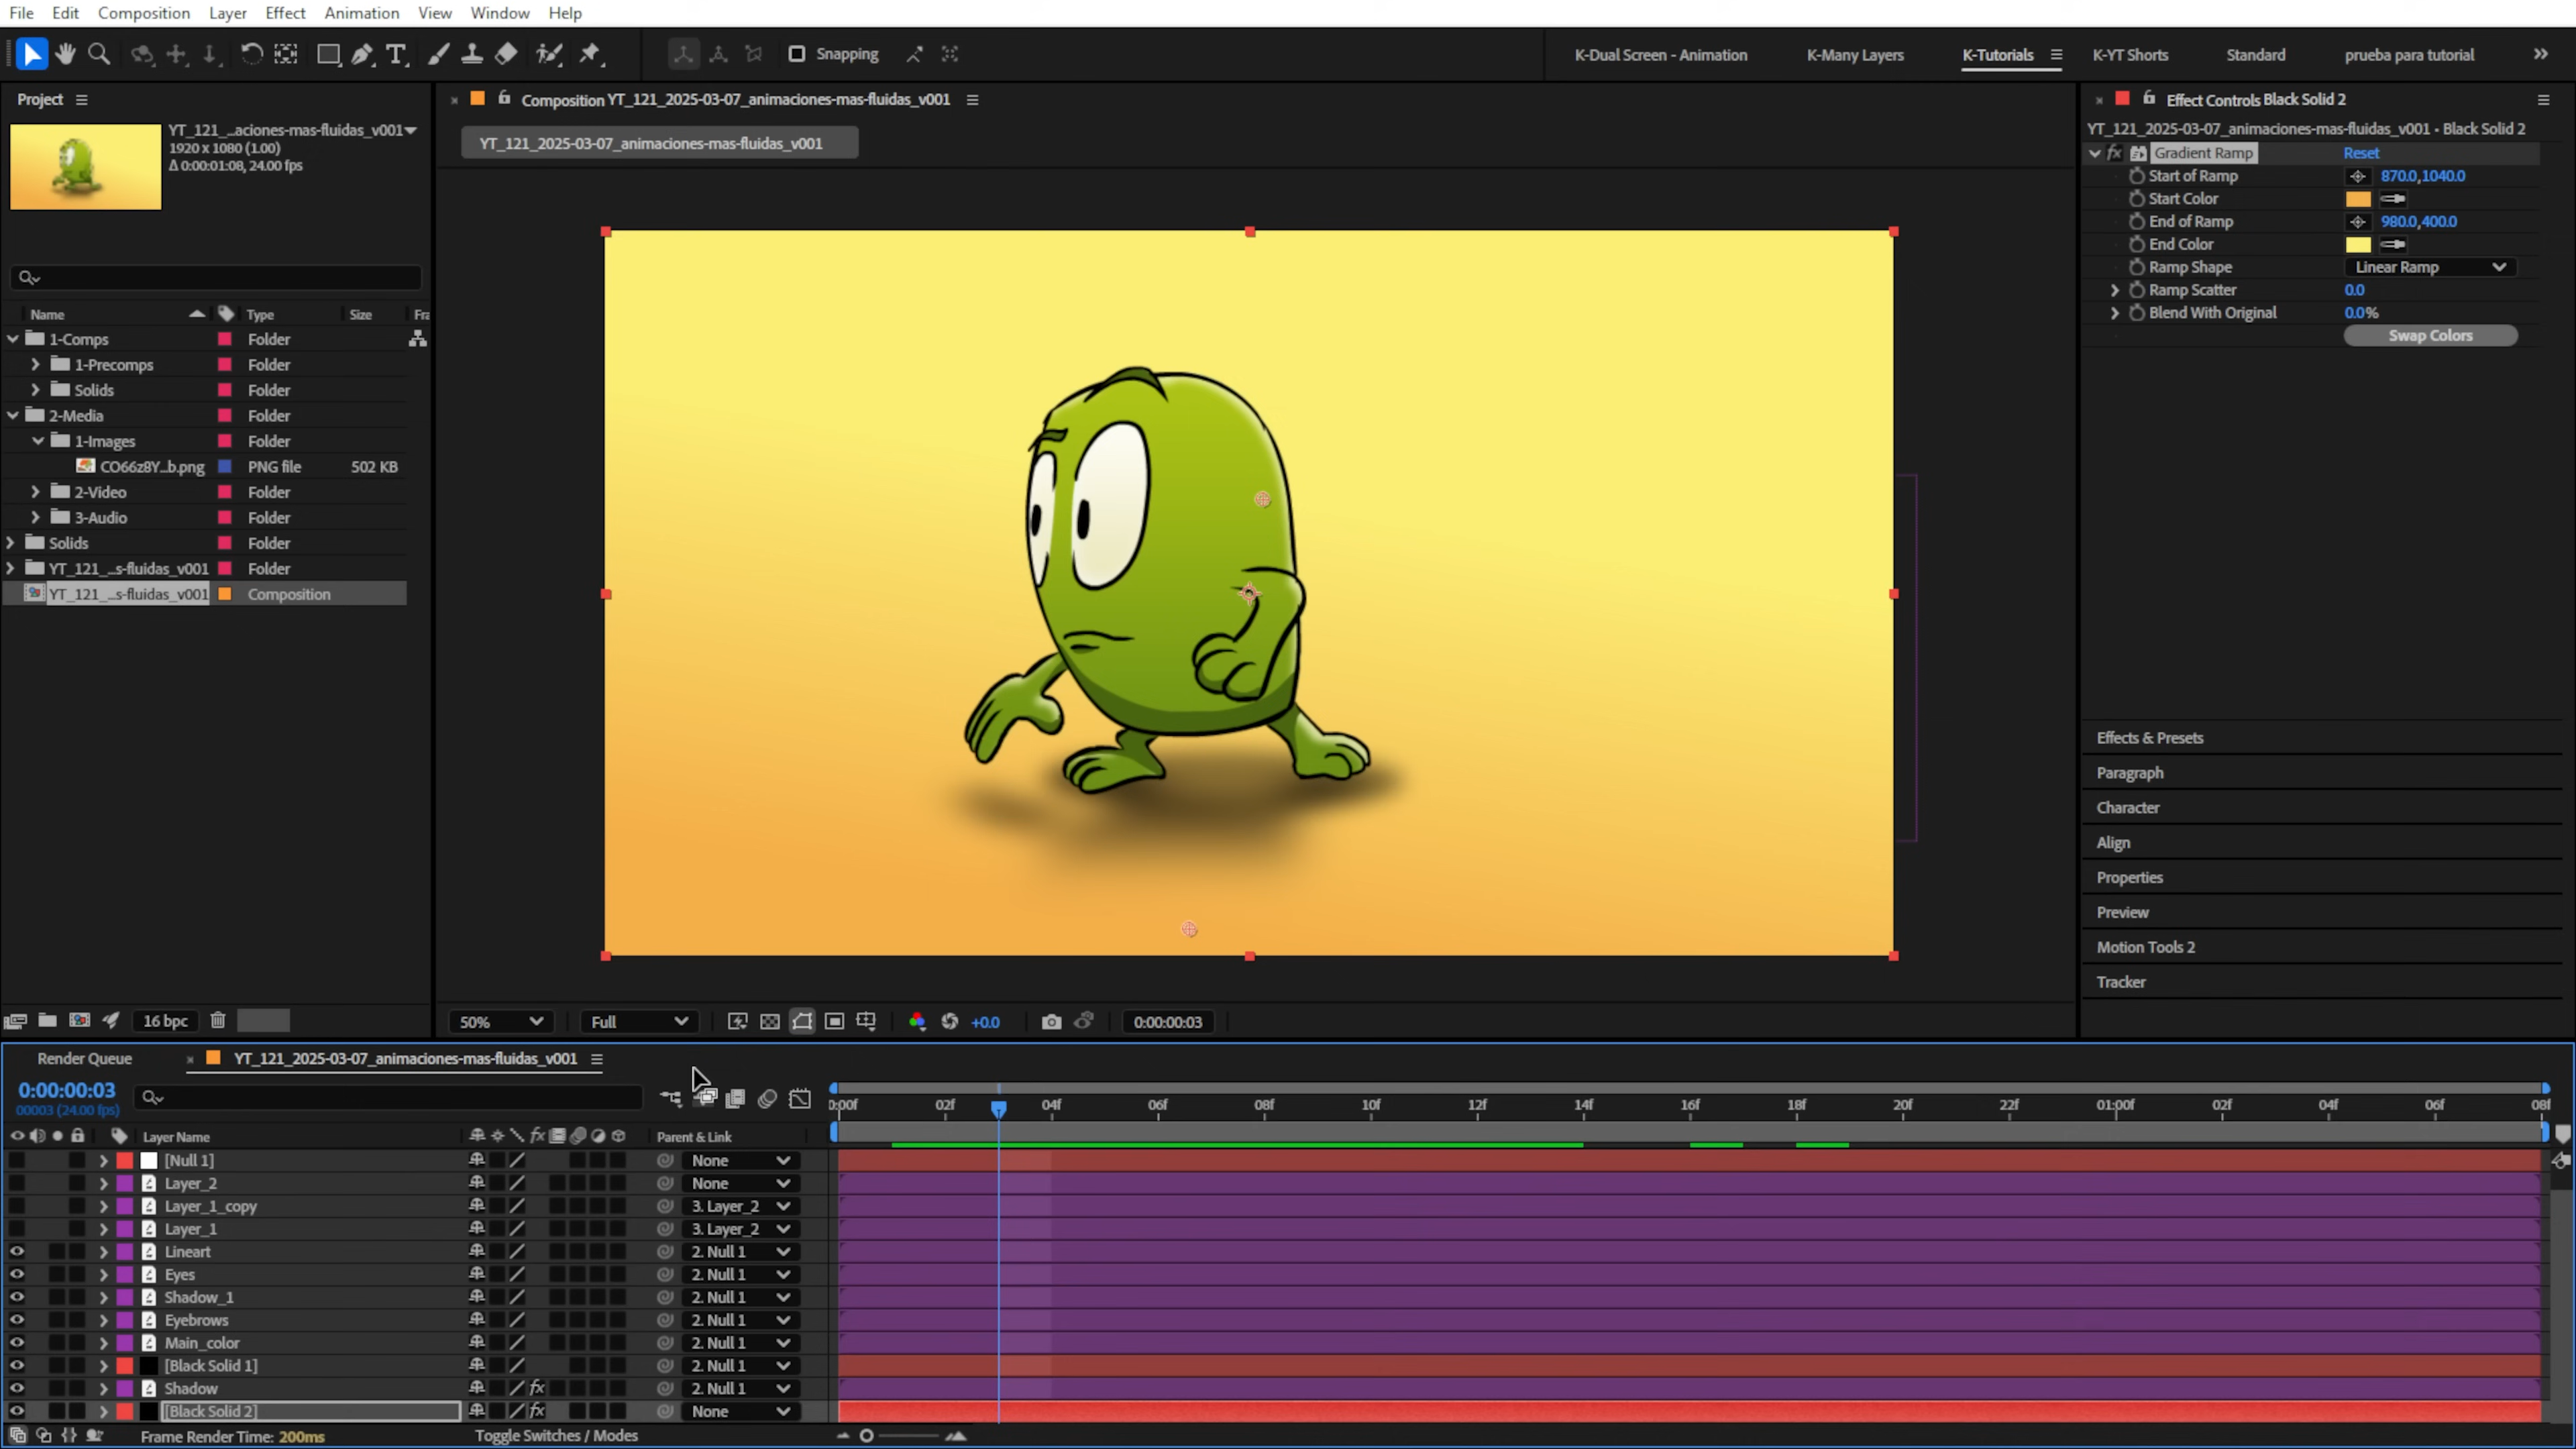 File Edit Composition Layer Effect Animation View Window Help
Snapping K-Dual Screen - Animation K-Many Layers K-Tutorials K-YT Shorts Standard prueba para tutorial
Project
YT_121_...aciones-mas-fluidas_v001
1920 x 1080 (1.00)
Δ 0:00:01:08, 24.00 fps
Name Type Size Fra
1-Comps Folder
1-Precomps Folder
Solids Folder
2-Media Folder
1-Images Folder
CO66z8Y...b.png PNG file 502 KB
2-Video Folder
3-Audio Folder
Solids Folder
YT_121_...s-fluidas_v001 Folder
YT_121_...s-fluidas_v001 Composition
16 bpc
Composition YT_121_2025-03-07_animaciones-mas-fluidas_v001
YT_121_2025-03-07_animaciones-mas-fluidas_v001
50% Full +0.0 0:00:00:03
Effect Controls Black Solid 2
YT_121_2025-03-07_animaciones-mas-fluidas_v001 • Black Solid 2
fx Gradient Ramp Reset
Start of Ramp 870.0,1040.0
Start Color
End of Ramp 980.0,400.0
End Color
Ramp Shape Linear Ramp
Ramp Scatter 0.0
Blend With Original 0.0%
Swap Colors
Effects & Presets
Paragraph
Character
Align
Properties
Preview
Motion Tools 2
Tracker
Render Queue YT_121_2025-03-07_animaciones-mas-fluidas_v001
0:00:00:03
00003 (24.00 fps)
0:00f 02f 04f 06f 08f 10f 12f 14f 16f 18f 20f 22f 01:00f 02f 04f 06f 08f
Layer Name fx Parent & Link
[Null 1] None
Layer_2 None
Layer_1_copy 3. Layer_2
Layer_1 3. Layer_2
Lineart 2. Null 1
Eyes 2. Null 1
Shadow_1 2. Null 1
Eyebrows 2. Null 1
Main_color 2. Null 1
[Black Solid 1] 2. Null 1
Shadow fx 2. Null 1
[Black Solid 2] fx None
Frame Render Time: 200ms Toggle Switches / Modes